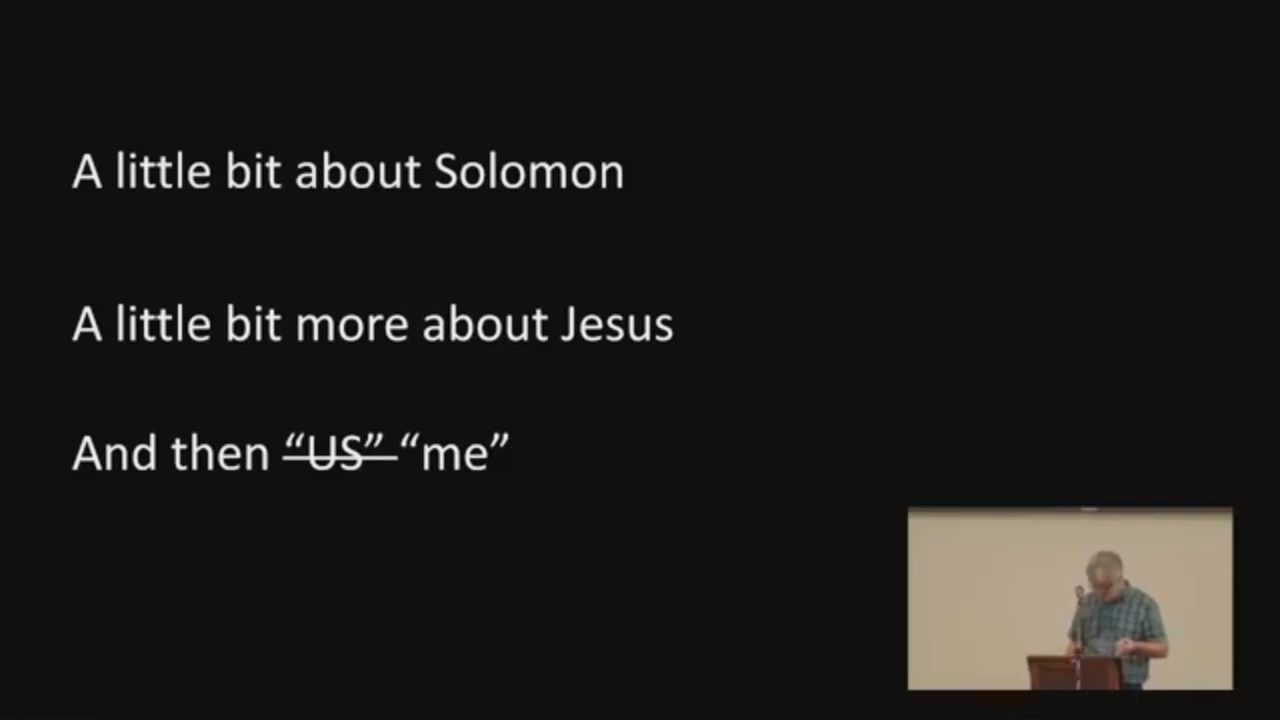 A little bit about Solomon
A little bit more about Jesus
And then “US” “me”